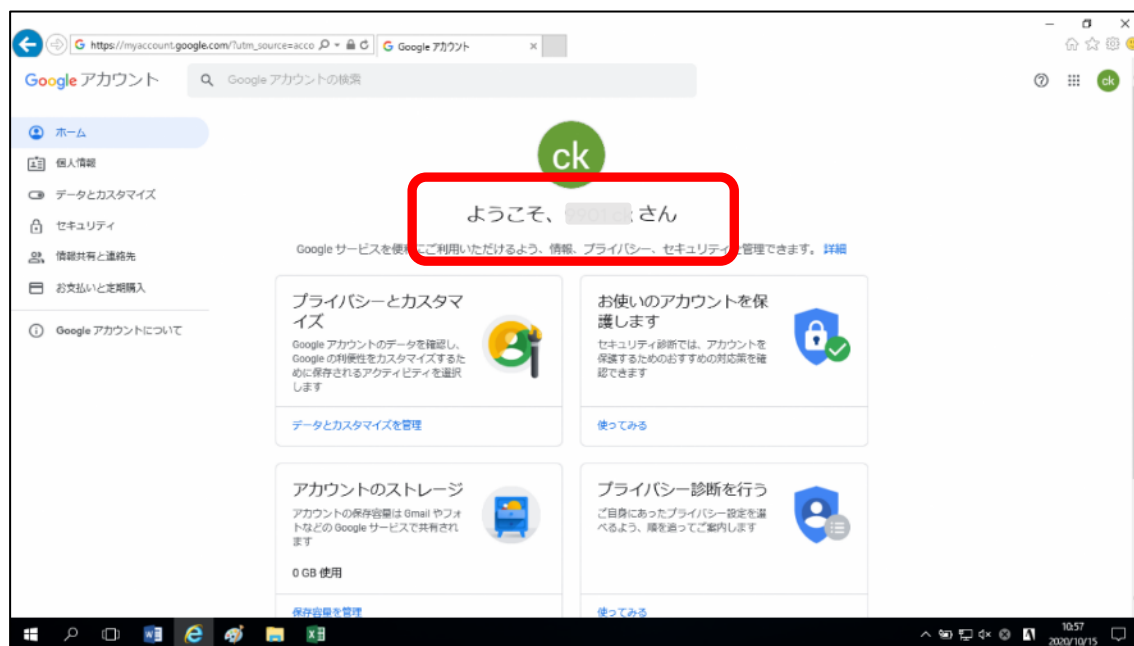 https://myaccount.google.com/?utm_source=acco
Google アカウント
Google アカウント
Google アカウントの検索
ck
ホーム
個人情報
データとカスタマイズ
セキュリティ
情報共有と連絡先
お支払いと定期購入
Google アカウントについて
ck
ようこそ、 さん
Google サービスを便利にご利用いただけるよう、情報、プライバシー、セキュリティを管理できます。 詳細
プライバシーとカスタマ
イズ
Google アカウントのデータを確認し、
Google の利便性をカスタマイズするた
めに保存されるアクティビティを選択
します
データとカスタマイズを管理
お使いのアカウントを保
護します
セキュリティ診断では、アカウントを
保護するためのおすすめの対応策を確
認できます
使ってみる
アカウントのストレージ
アカウントの保存容量は Gmail やフォ
トなどの Google サービスで共有され
ます
0 GB 使用
保存容量を管理
プライバシー診断を行う
ご自身にあったプライバシー設定を選
べるよう、順を追ってご案内します
使ってみる
10:57
2020/10/15